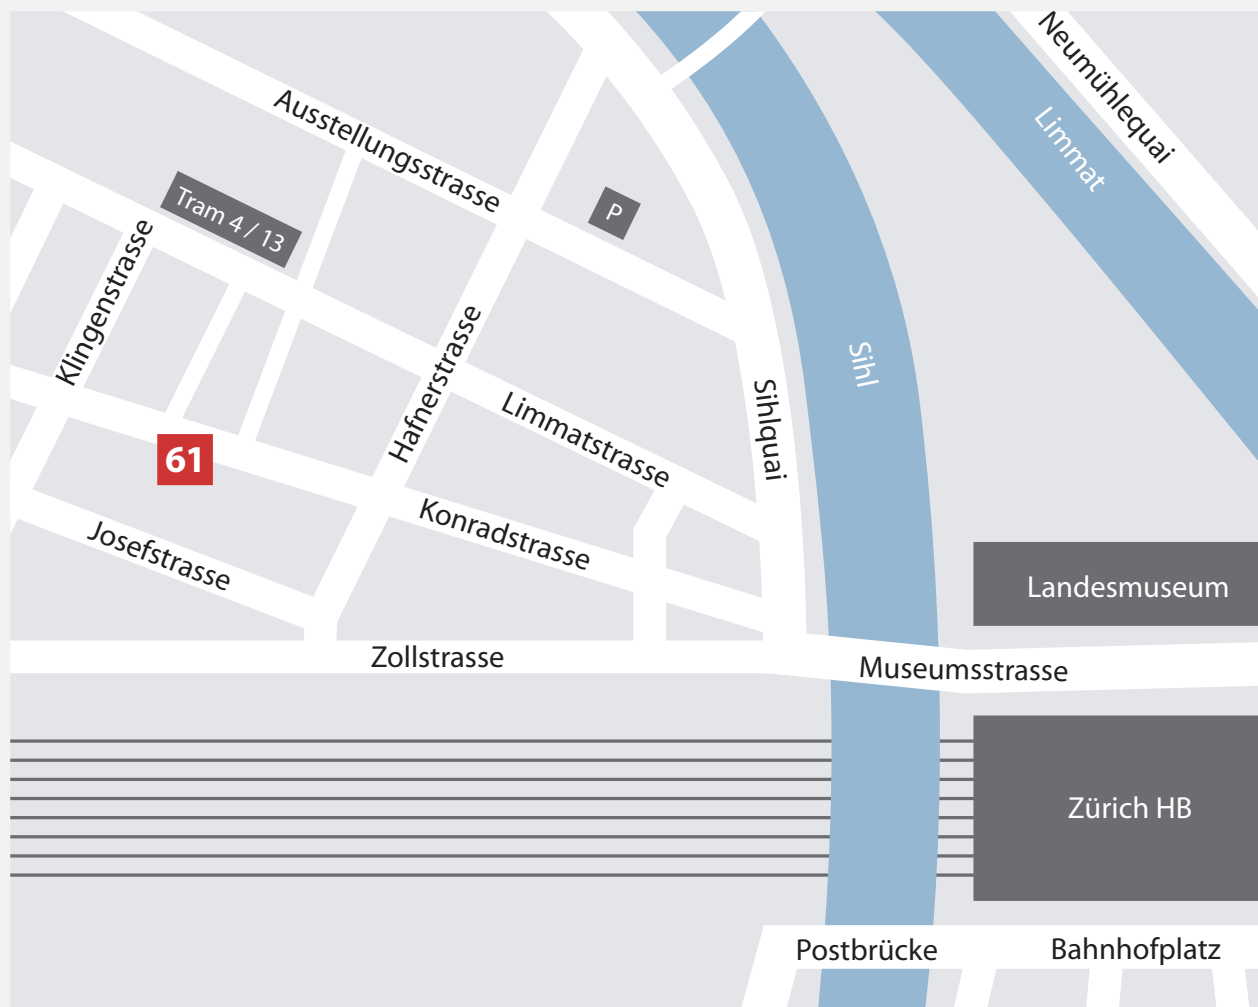 Neumühlequai
Ausstellungsstrasse
Limmat
Tram 4 / 13
P
Klingenstrasse
Hafnerstrasse
Sihl
Sihlquai
Limmatstrasse
61
Konradstrasse
Josefstrasse
Landesmuseum
Zollstrasse
Museumsstrasse
Zürich HB
Postbrücke
Bahnhofplatz